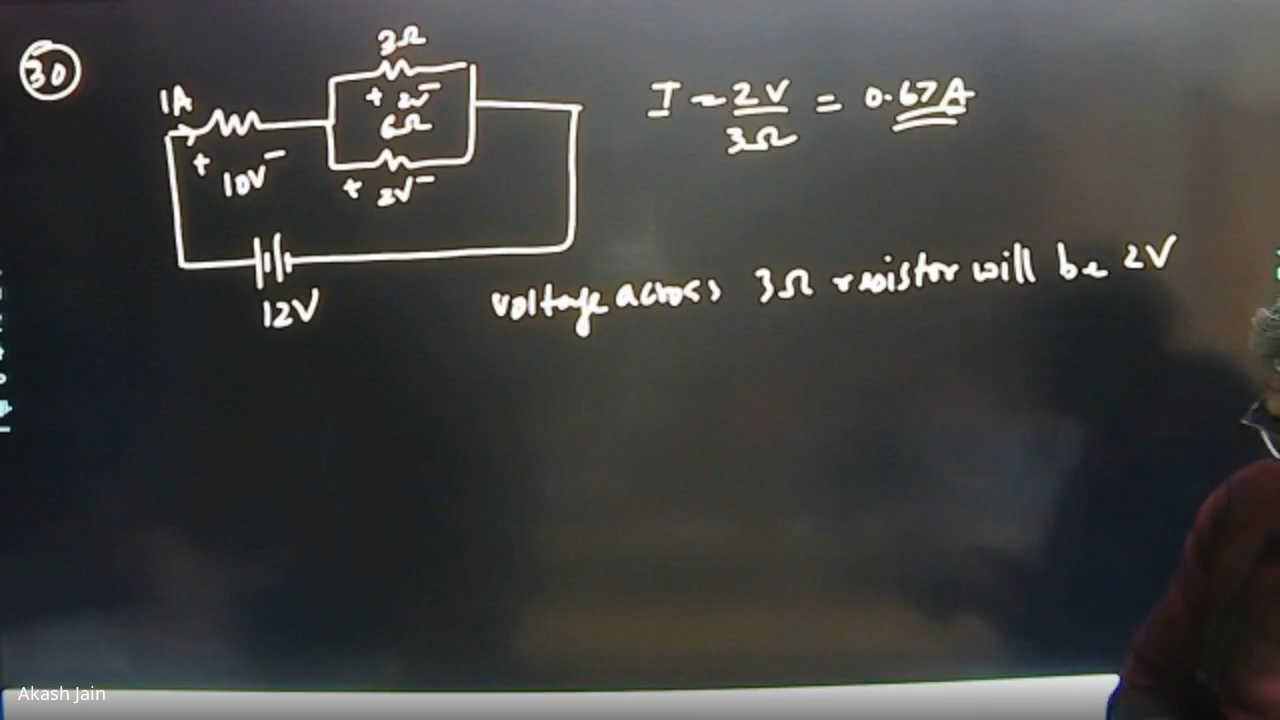 30
3Ω
1A
+ 2V -
6Ω
+ 10V -
+ 2V -
12V
I = 2V / 3Ω = 0.67A
voltage across 3Ω resistor will be 2V
Akash Jain